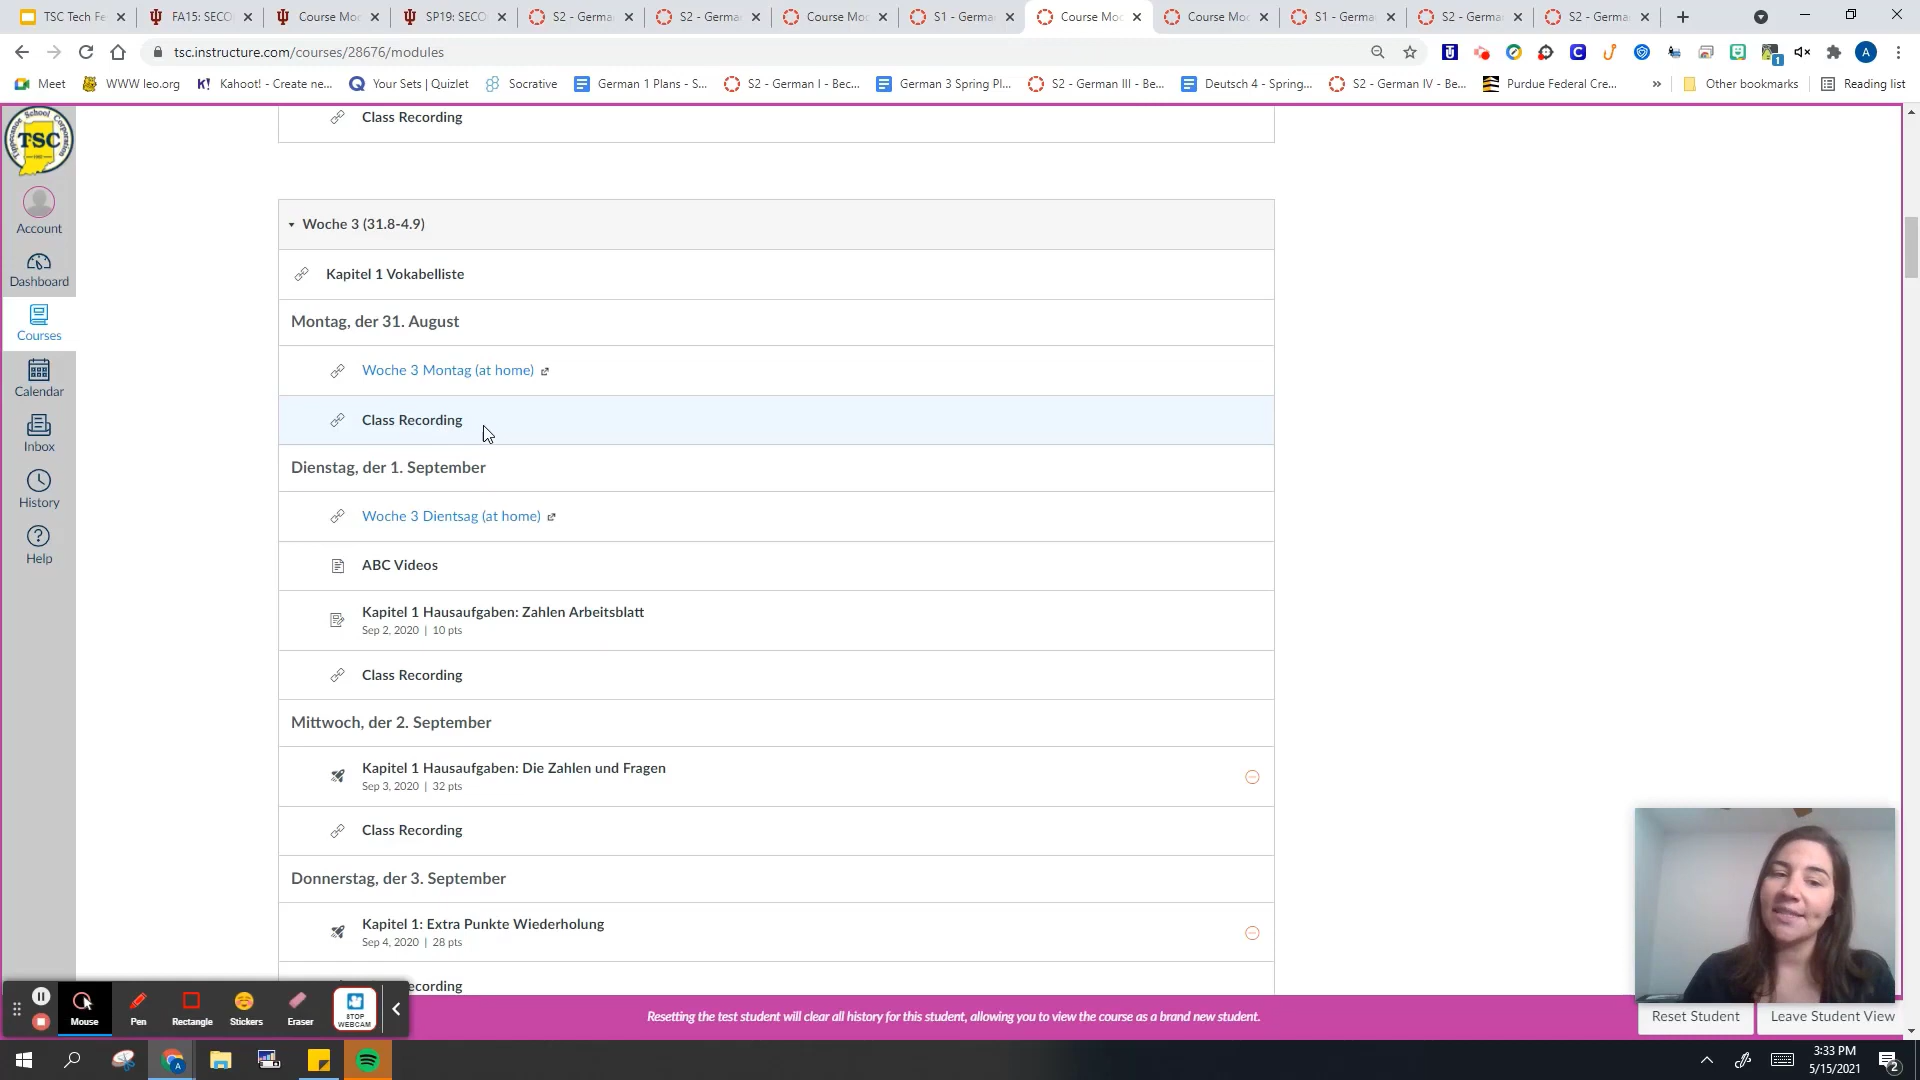 TSC Tech Fe
FA15: SECO
Course Mo
SP19: SECO
S2 - Germa
S2 - Germa
Course Mo
S1 - Germa
Course Moc
Course Mo
S1 - Germa
S2 - Germa
S2 - Germa
tsc.instructure.com/courses/28676/modules
Meet
WWW leo.org
Kahoot! - Create ne...
Your Sets | Quizlet
Socrative
German 1 Plans - S...
S2 - German I - Bec...
German 3 Spring Pl...
S2 - German III - Be...
Deutsch 4 - Spring...
S2 - German IV - Be...
Purdue Federal Cre...
»
Other bookmarks
Reading list
Tippecanoe School Corporation
TSC
Account
Dashboard
Courses
Calendar
Inbox
History
Help
Class Recording
Woche 3 (31.8-4.9)
Kapitel 1 Vokabelliste
Montag, der 31. August
Woche 3 Montag (at home)
Class Recording
Dienstag, der 1. September
Woche 3 Dientsag (at home)
ABC Videos
Kapitel 1 Hausaufgaben: Zahlen Arbeitsblatt
Sep 2, 2020 | 10 pts
Class Recording
Mittwoch, der 2. September
Kapitel 1 Hausaufgaben: Die Zahlen und Fragen
Sep 3, 2020 | 32 pts
Class Recording
Donnerstag, der 3. September
Kapitel 1: Extra Punkte Wiederholung
Sep 4, 2020 | 28 pts
ecording
Mouse
Pen
Rectangle
Stickers
Eraser
STOP
WEBCAM
Resetting the test student will clear all history for this student, allowing you to view the course as a brand new student.
Reset Student
Leave Student View
3:33 PM
5/15/2021
2